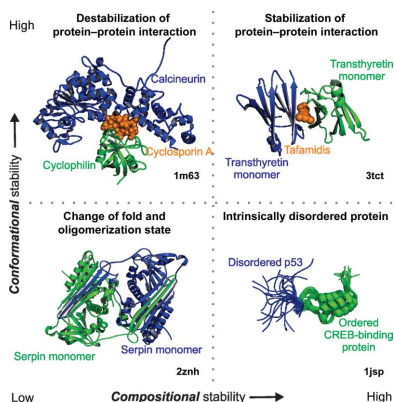 High
Destabilization of
protein–protein interaction
Calcineurin
Cyclosporin A
Cyclophilin
1m63
Stabilization of
protein–protein interaction
Transthyretin
monomer
Tafamidis
Transthyretin
monomer
3tct
Conformational stability
Change of fold and
oligomerization state
Serpin monomer
Serpin monomer
2znh
Intrinsically disordered protein
Disordered p53
Ordered
CREB-binding
protein
1jsp
Low
Compositional stability
High